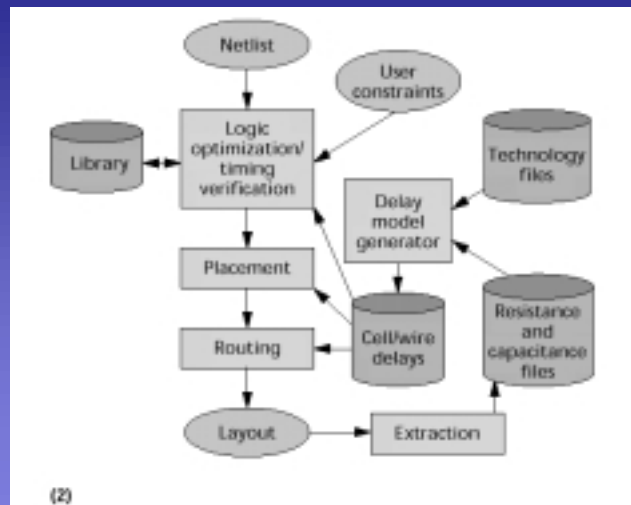 Netlist
User
constraints
Logic
optimization/
timing
verification
Library
Technology
files
Delay
model
generator
Placement
Cell/wire
delays
Resistance
and
capacitance
files
Routing
Layout
Extraction
(2)